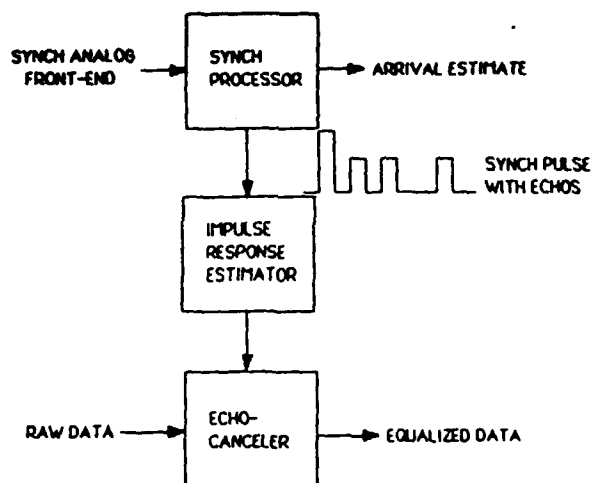 SYNCH ANALOG
FRONT-END
SYNCH
PROCESSOR
ARRIVAL ESTIMATE
SYNCH PULSE
WITH ECHOS
IMPULSE
RESPONSE
ESTIMATOR
RAW DATA
ECHO-
CANCELER
EQUALIZED DATA